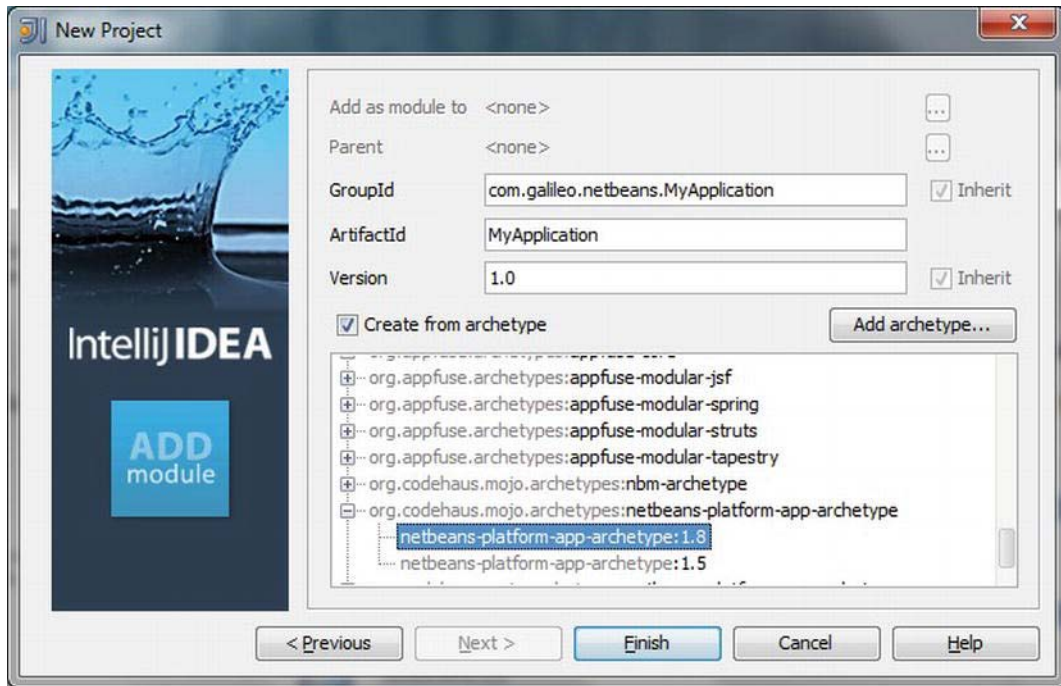 New Project
Add as module to <none> ...
Parent <none> ...
GroupId com.galileo.netbeans.MyApplication Inherit
ArtifactId MyApplication
Version 1.0 Inherit
Create from archetype Add archetype...
org.appfuse.archetypes:appfuse-modular-jsf
org.appfuse.archetypes:appfuse-modular-spring
org.appfuse.archetypes:appfuse-modular-struts
org.appfuse.archetypes:appfuse-modular-tapestry
org.codehaus.mojo.archetypes:nbm-archetype
org.codehaus.mojo.archetypes:netbeans-platform-app-archetype
netbeans-platform-app-archetype:1.8
netbeans-platform-app-archetype:1.5
IntelliJ IDEA
ADD
module
< Previous Next > Finish Cancel Help